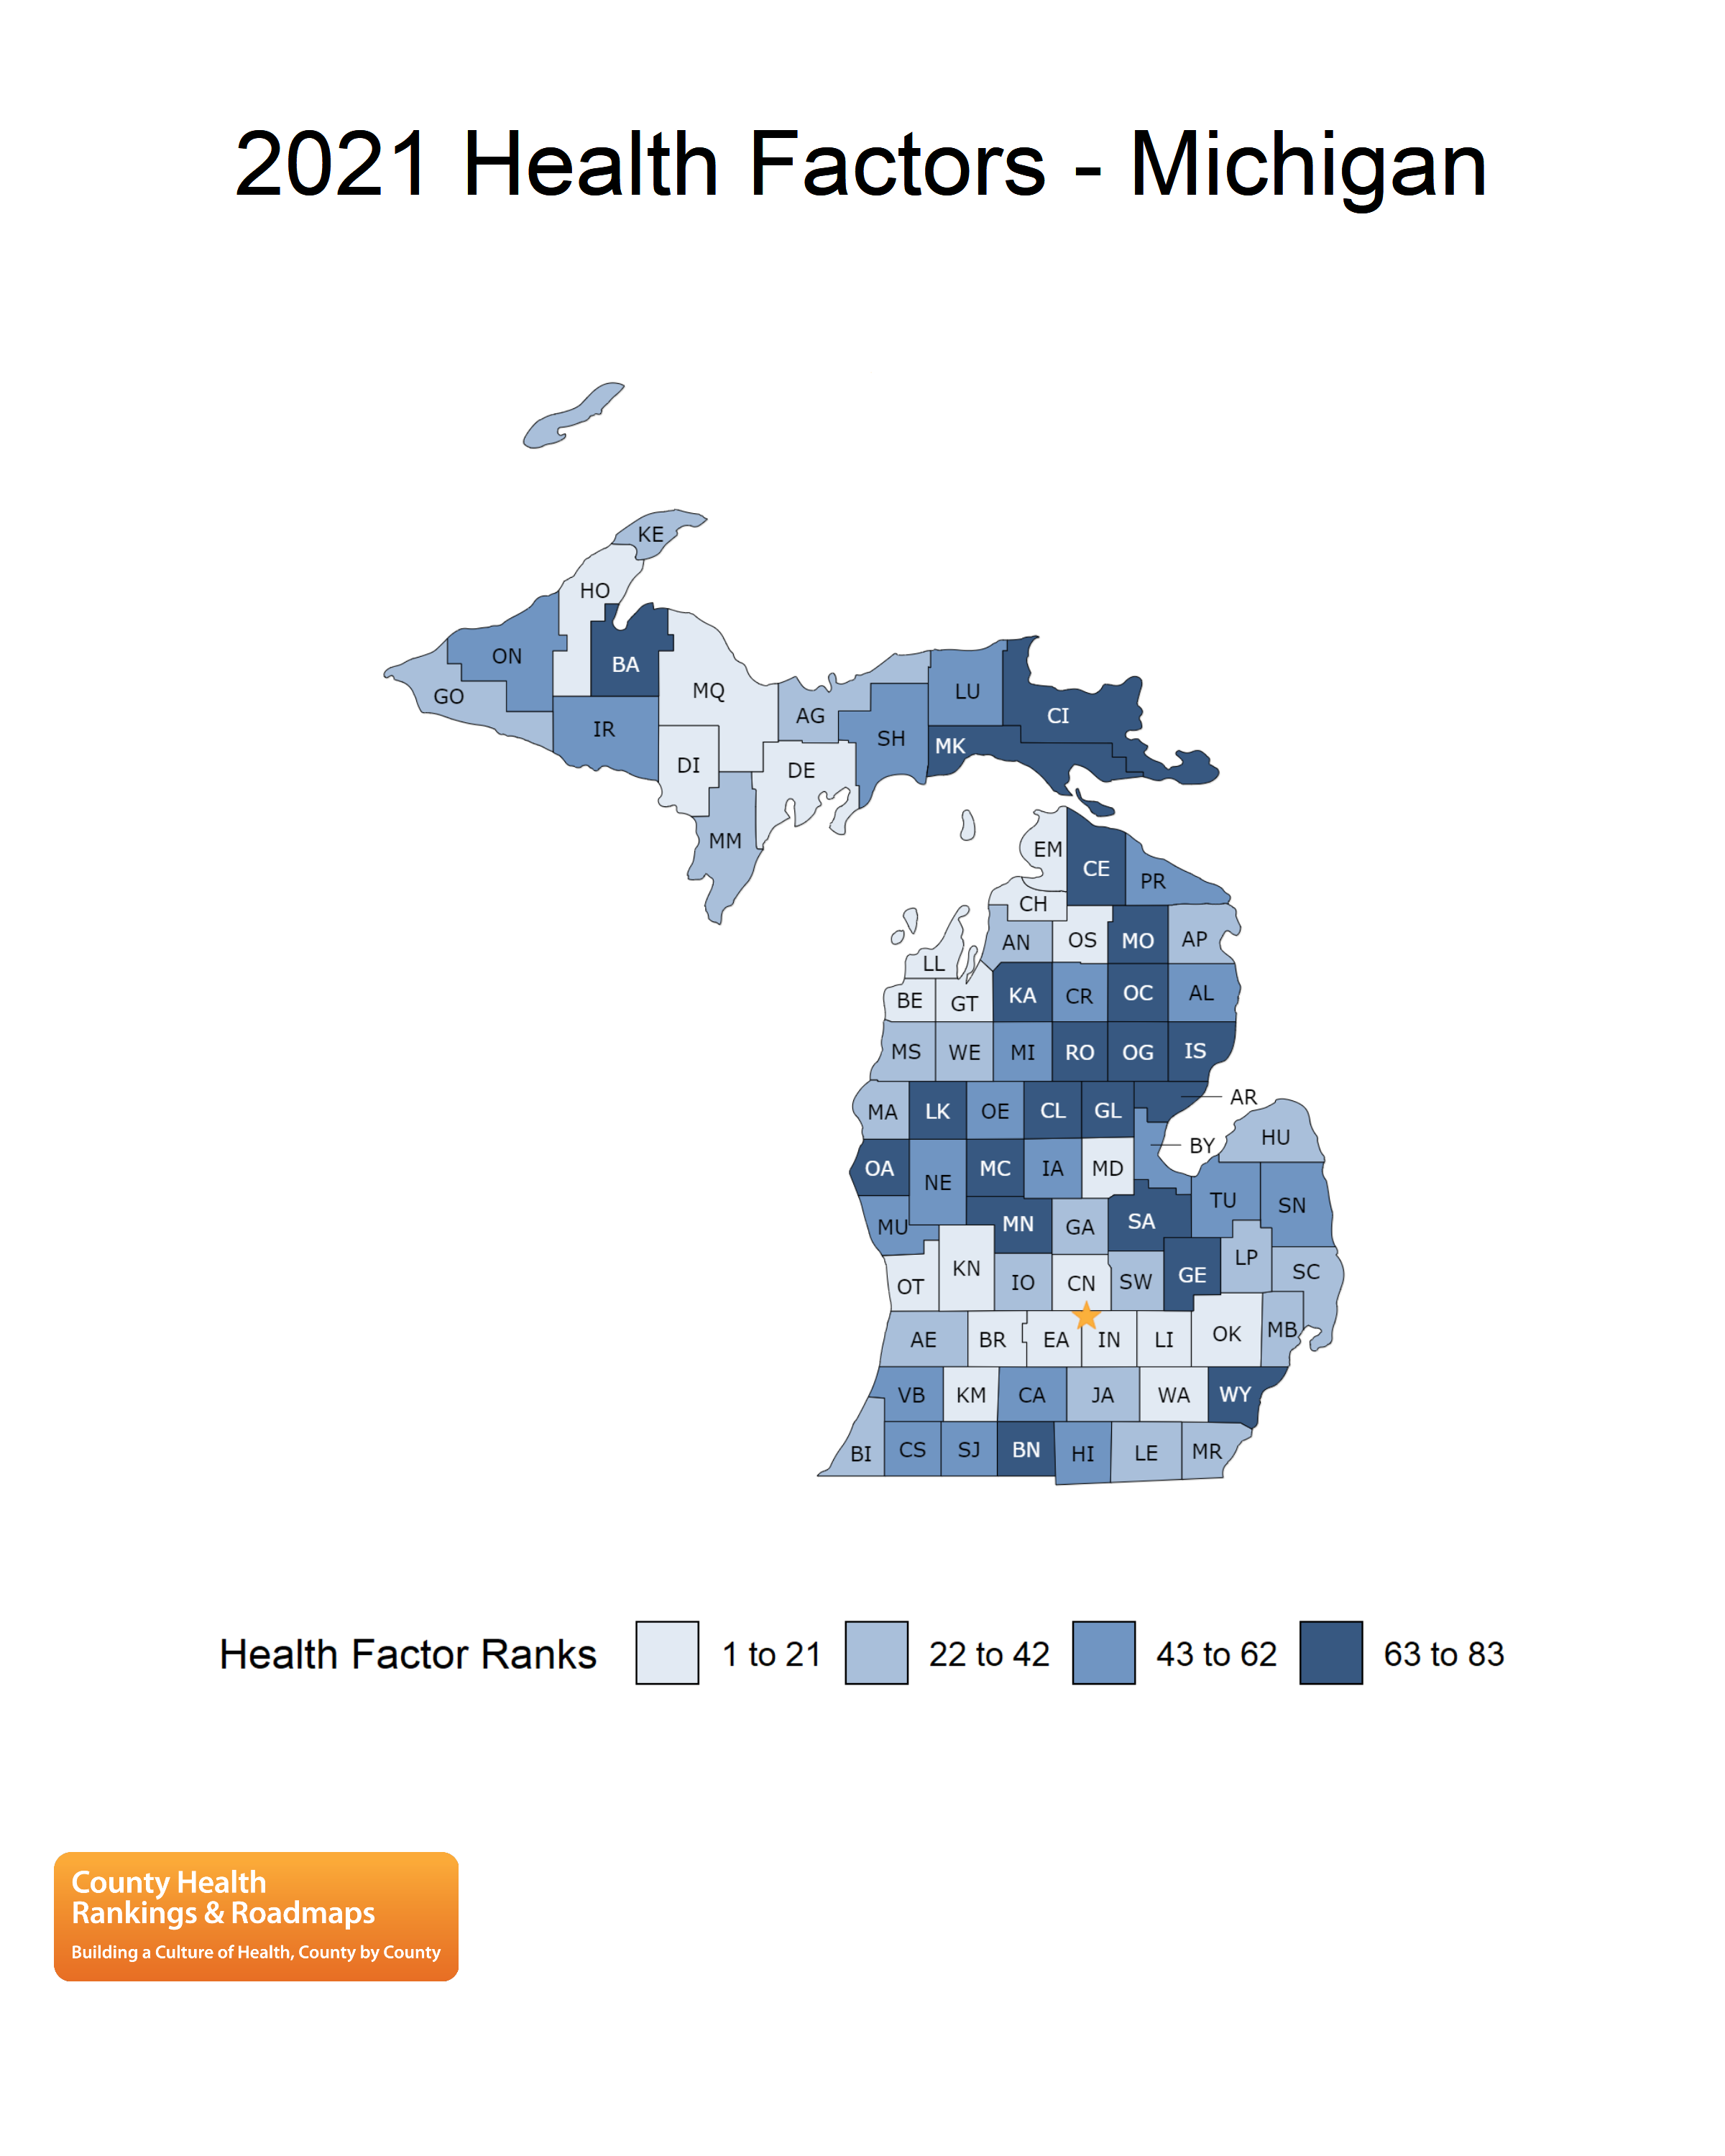 2021 Health Factors - Michigan
KE
HO
ON
BA
GO
MQ
LU
IR
AG
CI
SH
MK
DI
DE
MM
EM
CE
PR
CH
AN
OS
MO
AP
LL
BE
GT
KA
CR
OC
AL
MS
WE
MI
RO
OG
IS
AR
MA
LK
OE
CL
GL
HU
BY
OA
NE
MC
IA
MD
TU
SN
MU
MN
GA
SA
LP
OT
KN
IO
CN
SW
GE
SC
AE
BR
EA
IN
LI
OK
MB
VB
KM
CA
JA
WA
WY
BI
CS
SJ
BN
HI
LE
MR
Health Factor Ranks 1 to 21 22 to 42 43 to 62 63 to 83
County Health
Rankings & Roadmaps
Building a Culture of Health, County by County